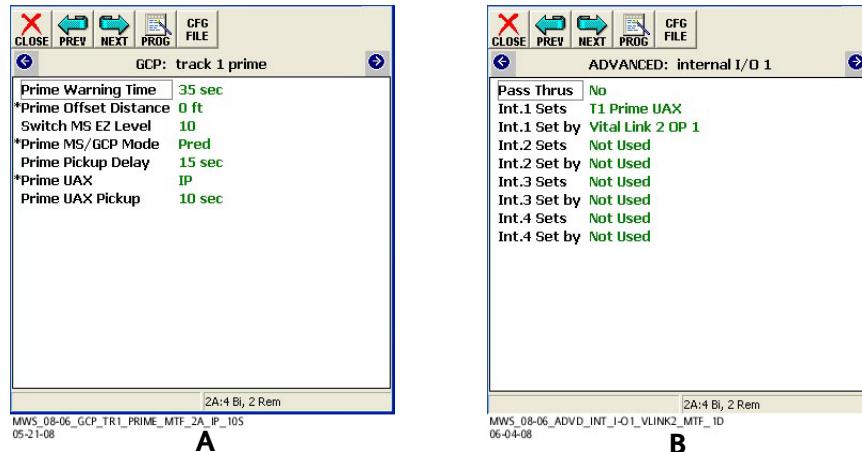 CLOSE PREV NEXT PROG CFG FILE
GCP: track 1 prime
Prime Warning Time 35 sec
*Prime Offset Distance 0 ft
Switch MS EZ Level 10
*Prime MS/GCP Mode Pred
Prime Pickup Delay 15 sec
*Prime UAX IP
Prime UAX Pickup 10 sec
2A:4 Bi, 2 Rem
MWS_08-06_GCP_TR1_PRIME_MTF_2A_IP_10S
05-21-08
A
CLOSE PREV NEXT PROG CFG FILE
ADVANCED: internal I/O 1
Pass Thrus No
Int.1 Sets T1 Prime UAX
Int.1 Set by Vital Link 2 OP 1
Int.2 Sets Not Used
Int.2 Set by Not Used
Int.3 Sets Not Used
Int.3 Set by Not Used
Int.4 Sets Not Used
Int.4 Set by Not Used
2A:4 Bi, 2 Rem
MWS_08-06_ADVD_INT_I-O1_VLINK2_MTF_1D
06-04-08
B